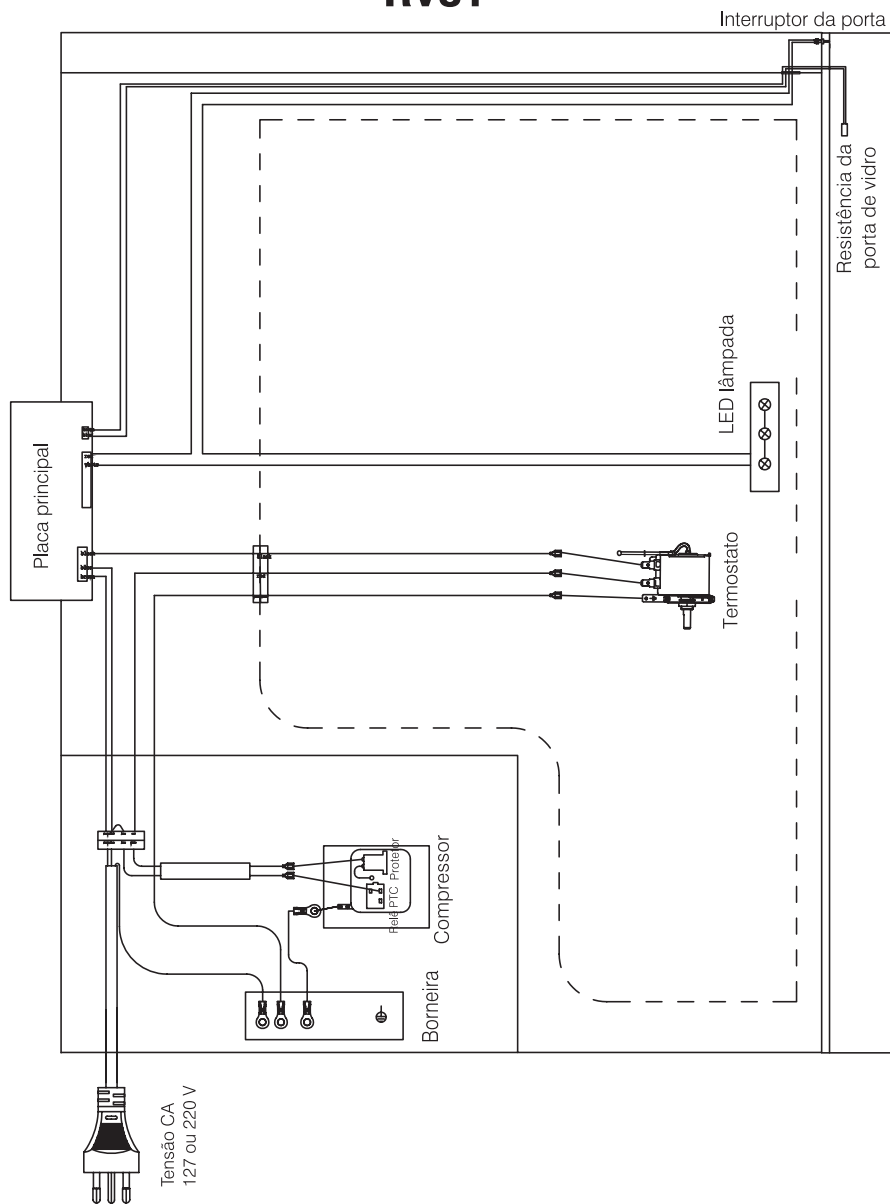 Interruptor da porta
Resistência da
porta de vidro
Placa principal
LED lâmpada
Termostato
Relé PTC
Protetor
Compressor
Borneira
Tensão CA
127 ou 220 V